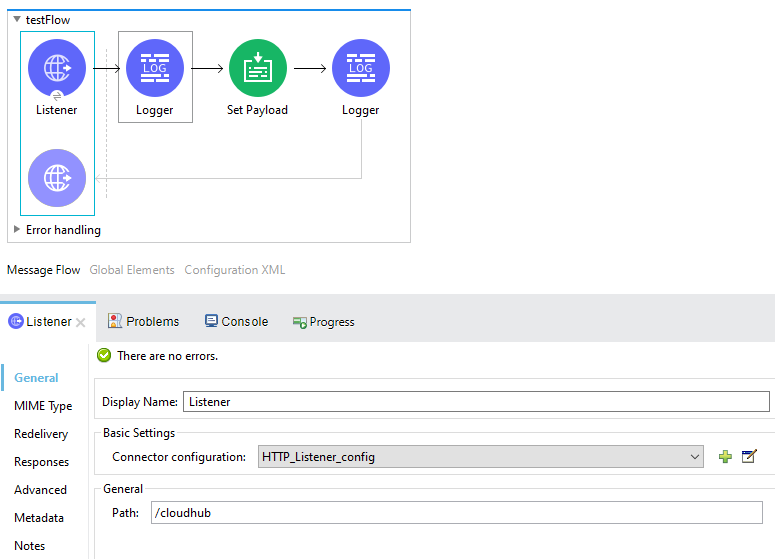 testFlow
LOG
LOG
Listener
Logger
Set Payload
Logger
Error handling
Message Flow Global Elements Configuration XML
Listener Problems Console Progress
There are no errors.
General
Display Name: Listener
MIME Type
Redelivery
Basic Settings
Connector configuration: HTTP_Listener_config
Responses
Advanced
General
Path: /cloudhub
Metadata
Notes